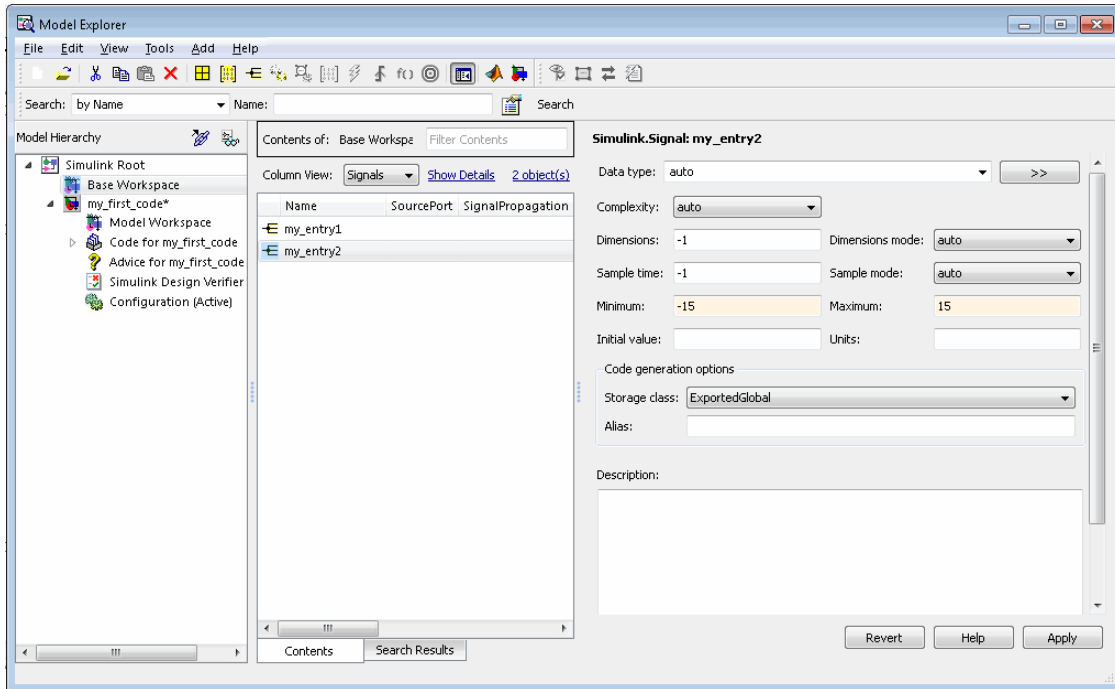 Model Explorer
File Edit View Tools Add Help
f()
Search: by Name Name: Search
Model Hierarchy
Simulink Root
Base Workspace
my_first_code*
Model Workspace
Code for my_first_code
Advice for my_first_code
Simulink Design Verifier
Configuration (Active)
Contents of: Base Workspa Filter Contents
Column View: Signals Show Details 2 object(s)
Name SourcePort SignalPropagation
my_entry1
my_entry2
Contents Search Results
Simulink.Signal: my_entry2
Data type: auto >>
Complexity: auto
Dimensions: -1 Dimensions mode: auto
Sample time: -1 Sample mode: auto
Minimum: -15 Maximum: 15
Initial value: Units:
Code generation options
Storage class: ExportedGlobal
Alias:
Description:
Revert Help Apply